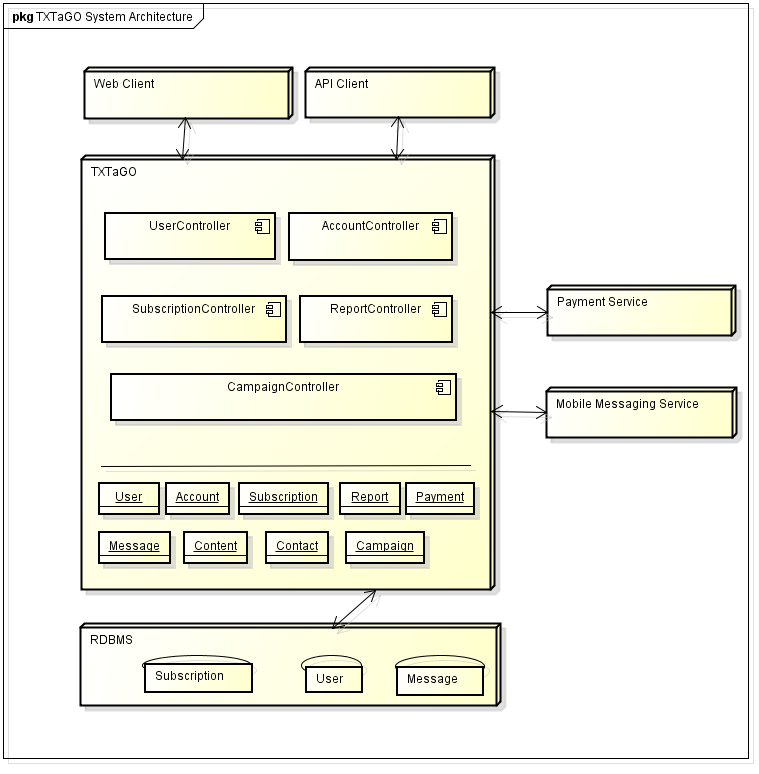 pkg TXTaGO System Architecture
Web Client
API Client
TXTaGO
UserController
AccountController
SubscriptionController
ReportController
CampaignController
Payment Service
Mobile Messaging Service
User
Account
Subscription
Report
Payment
Message
Content
Contact
Campaign
RDBMS
Subscription
User
Message